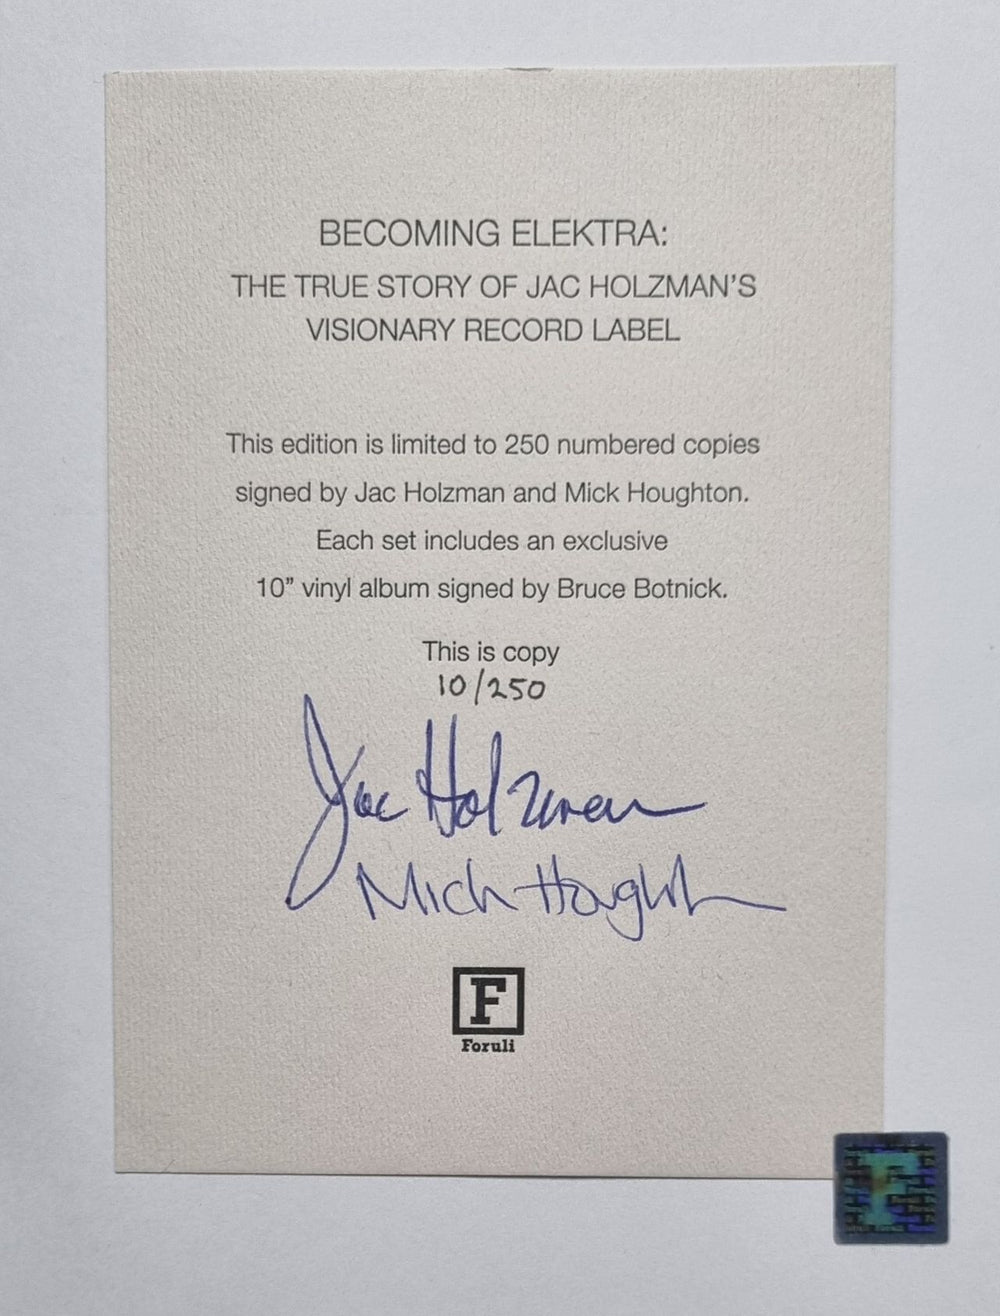 BECOMING ELEKTRA:
THE TRUE STORY OF JAC HOLZMAN'S
VISIONARY RECORD LABEL
This edition is limited to 250 numbered copies
signed by Jac Holzman and Mick Houghton.
Each set includes an exclusive
10” vinyl album signed by Bruce Botnick.
This is copy
10/250
Jac Holzman
Mick Houghton
F
Foruli
F